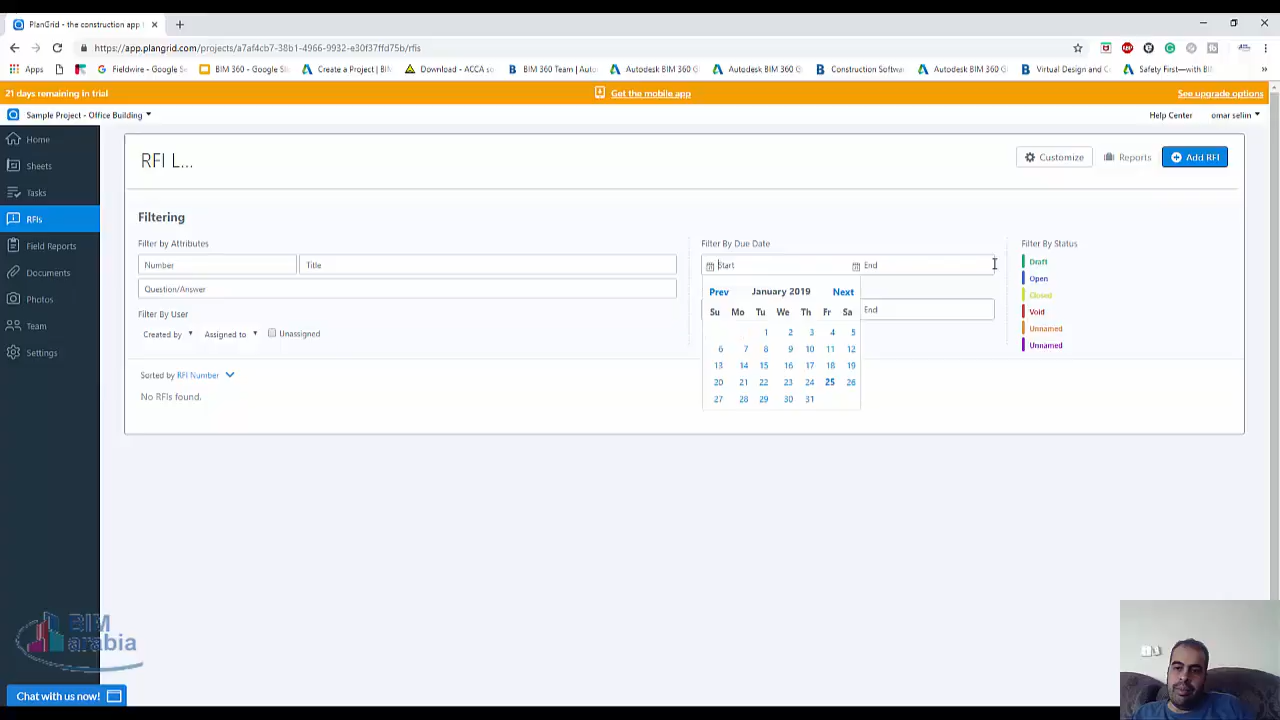 PlanGrid - the construction app f
https://app.plangrid.com/projects/a7af4cb7-38b1-4966-9932-e30f37ffd75b/rfis
Apps
Fieldwire - Google S
BIM 360 - Google Sl
Create a Project | BIM
Download - ACCA so
BIM 360 Team | Auto
Autodesk BIM 360 G
Autodesk BIM 360 G
Construction Softwa
Autodesk BIM 360 G
Virtual Design and Co
Safety First—with BIM
»
21 days remaining in trial
Get the mobile app
See upgrade options
Sample Project - Office Building
Help Center
omar selim
Home
Sheets
Tasks
RFIs
Field Reports
Documents
Photos
Team
Settings
RFI L...
Customize
Reports
Add RFI
Filtering
Filter by Attributes
Number
Title
Question/Answer
Filter By User
Created by
Assigned to
Unassigned
Filter By Due Date
Start
End
End
Prev January 2019 Next
Su Mo Tu We Th Fr Sa
1 2 3 4 5
6 7 8 9 10 11 12
13 14 15 16 17 18 19
20 21 22 23 24 25 26
27 28 29 30 31
Filter By Status
Draft
Open
Closed
Void
Unnamed
Unnamed
Sorted by RFI Number
No RFIs found.
BIM
arabia
Chat with us now!